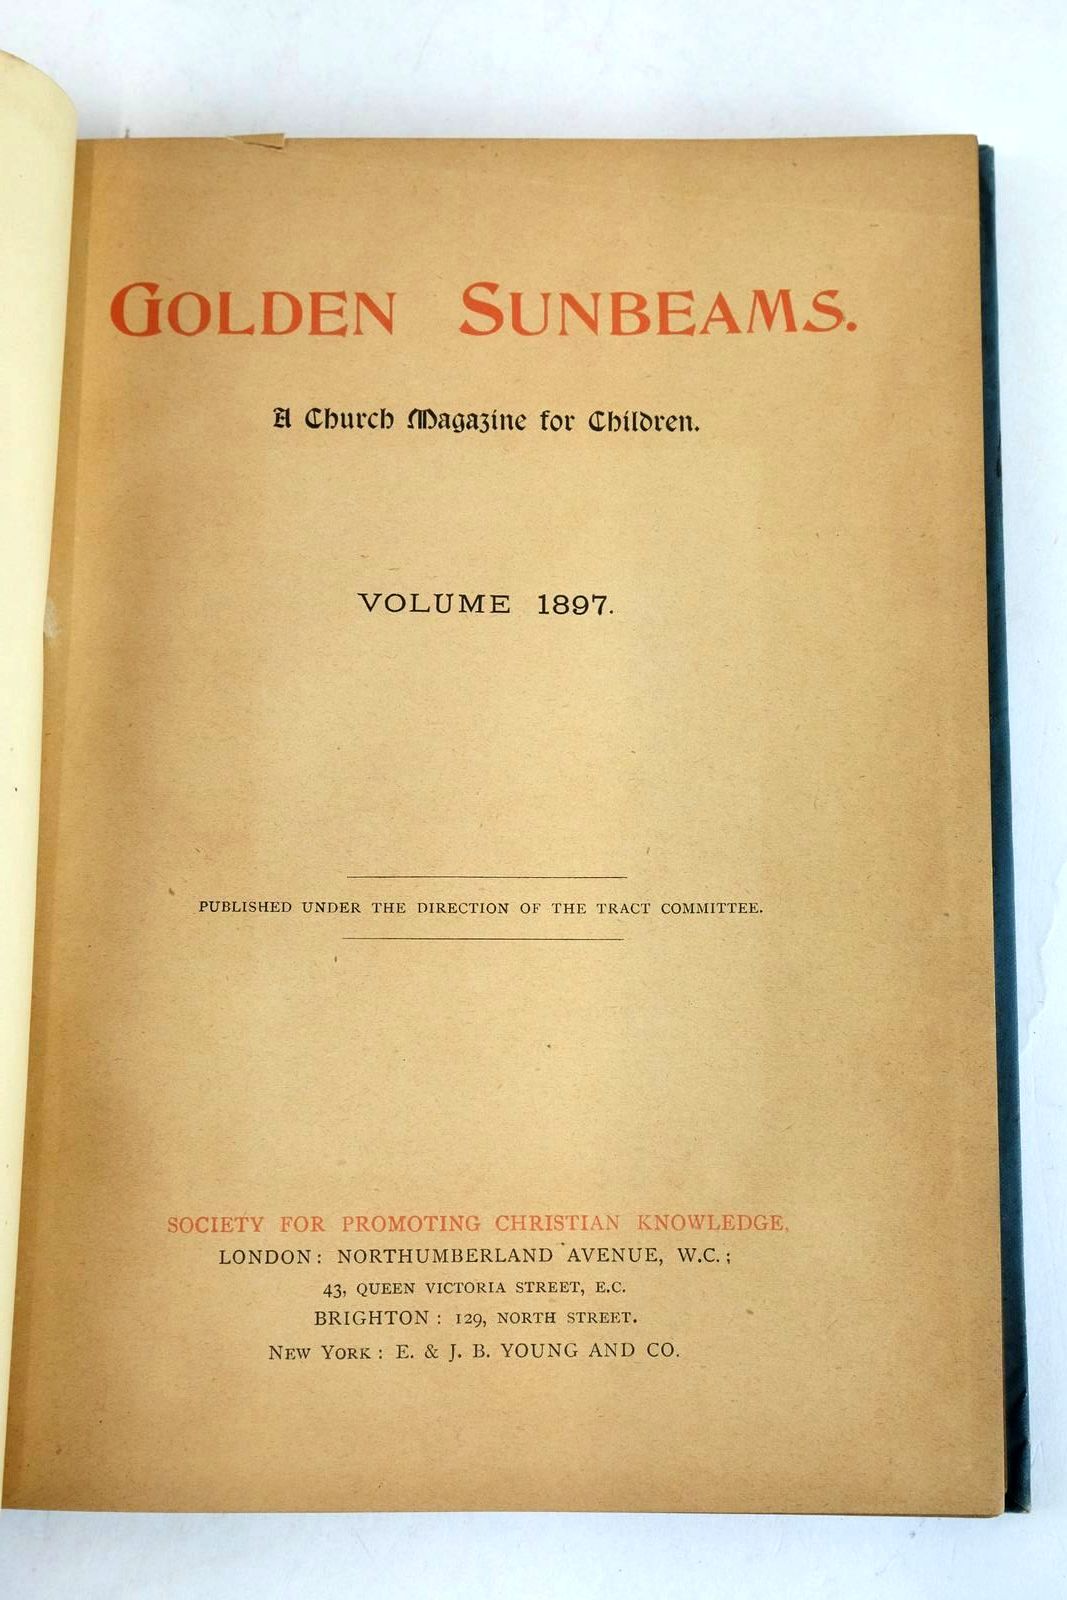 GOLDEN SUNBEAMS.
A Church Magazine for Children.
VOLUME 1897.
PUBLISHED UNDER THE DIRECTION OF THE TRACT COMMITTEE.
SOCIETY FOR PROMOTING CHRISTIAN KNOWLEDGE,
LONDON: NORTHUMBERLAND AVENUE, W.C.;
43, QUEEN VICTORIA STREET, E.C.
BRIGHTON: 129, NORTH STREET.
NEW YORK: E. & J. B. YOUNG AND CO.